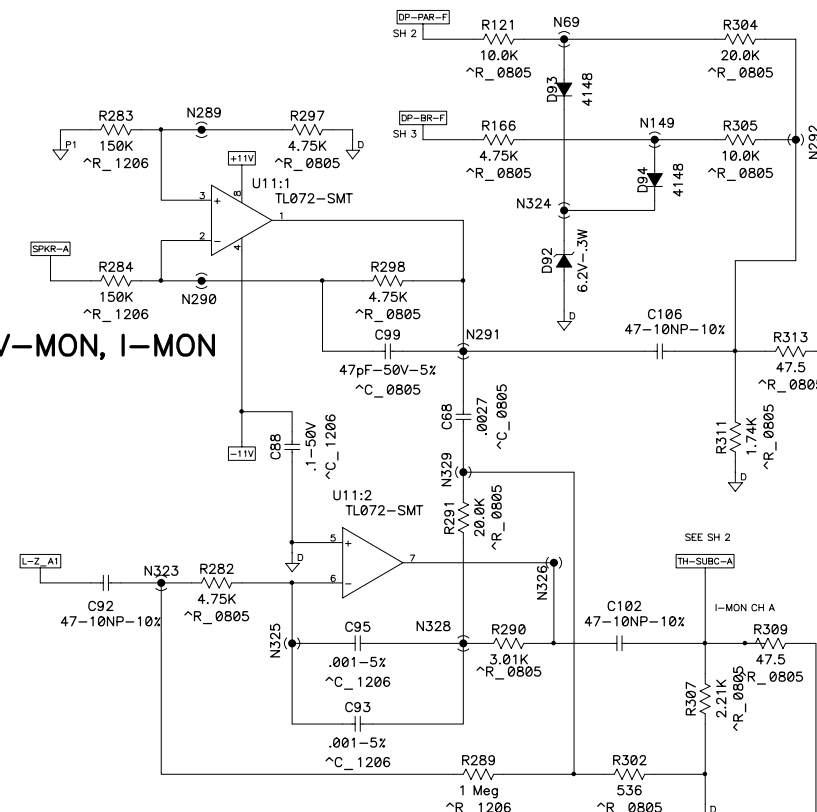 DP-PAR-F
SH 2
R121
10.0K
^R_0805
N69
R304
20.0K
^R_0805
D93
4148
DP-BR-F
SH 3
R166
4.75K
^R_0805
N149
R305
10.0K
^R_0805
N292
D94
4148
N324
D92
6.2V-.3W
D
R283
150K
^R_1206
P1
N289
R297
4.75K
^R_0805
D
+11V
U11:1
TL072-SMT
3
+
8
1
2
-
4
SPKR-A
R284
150K
^R_1206
N290
R298
4.75K
^R_0805
C99
47pF-50V-5%
^C_0805
N291
C106
47-10NP-10%
R313
47.5
^R_0805
V-MON, I-MON
C68
.0027
^C_0805
R311
1.74K
^R_0805
D
-11V
C88
.1-50V
^C_1206
N329
R291
20.0K
^R_0805
U11:2
TL072-SMT
D
5
+
7
6
-
SEE SH 2
TH-SUBC-A
L-Z_A1
C92
47-10NP-10%
N323
R282
4.75K
^R_0805
N326
C102
47-10NP-10%
I-MON CH A
R309
47.5
^R_0805
N325
C95
.001-5%
^C_1206
N328
R290
3.01K
^R_0805
R307
2.21K
^R_0805
C93
.001-5%
^C_1206
R289
1 Meg
^R_1206
R302
536
^R_0805
D